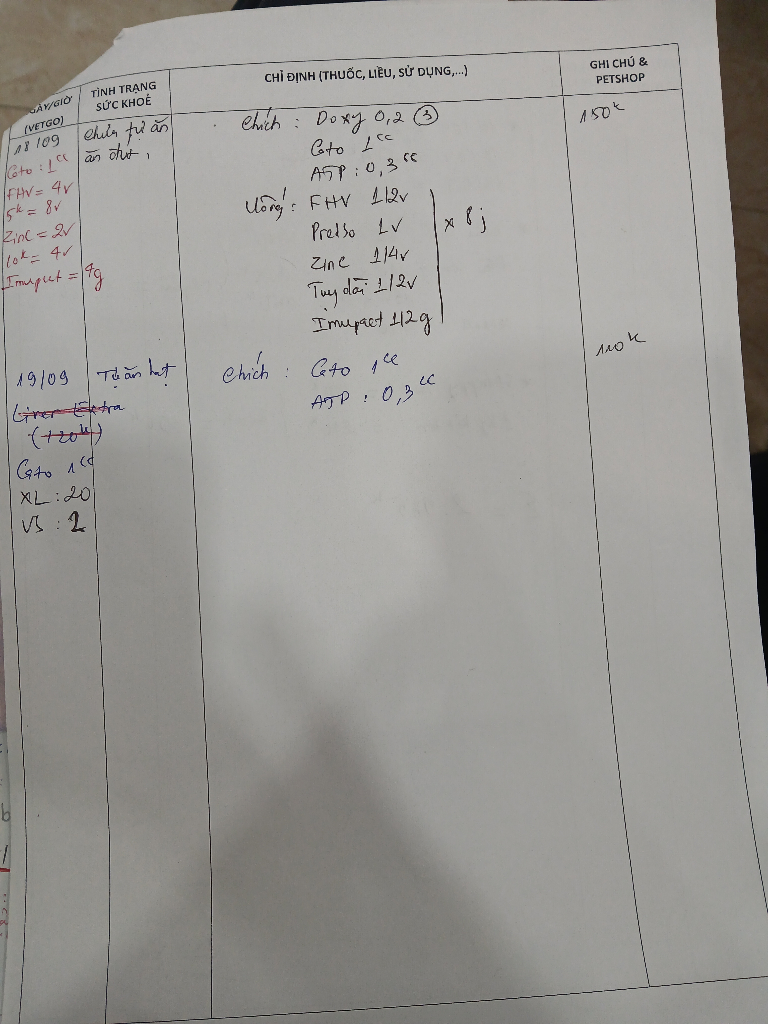 NGÀY/GIỜ
(VETGO)
TÌNH TRẠNG
SỨC KHOẺ
CHỈ ĐỊNH (THUỐC, LIỀU, SỬ DỤNG,...)
GHI CHÚ &
PETSHOP
18/09
Cato : 1cc
FHV = 4v
5k = 8v
Zinc = 2v
10k = 4v
Imupect = 4g
chưa tự ăn
ăn đút,
Chích : Doxy 0,2 ③
Cato 1cc
ATP : 0,3cc
Uống : FHV 1/2v
Predso 1v
Zinc 1/4v
Tuy dài 1/2v
Imupect 1/2g
x 8j
150k
19/09
Liver Extra
(+20k)
Cato 1cc
XL : 20
VS : 2
Tự ăn hạt
Chích : Cato 1cc
ATP : 0,3cc
110k